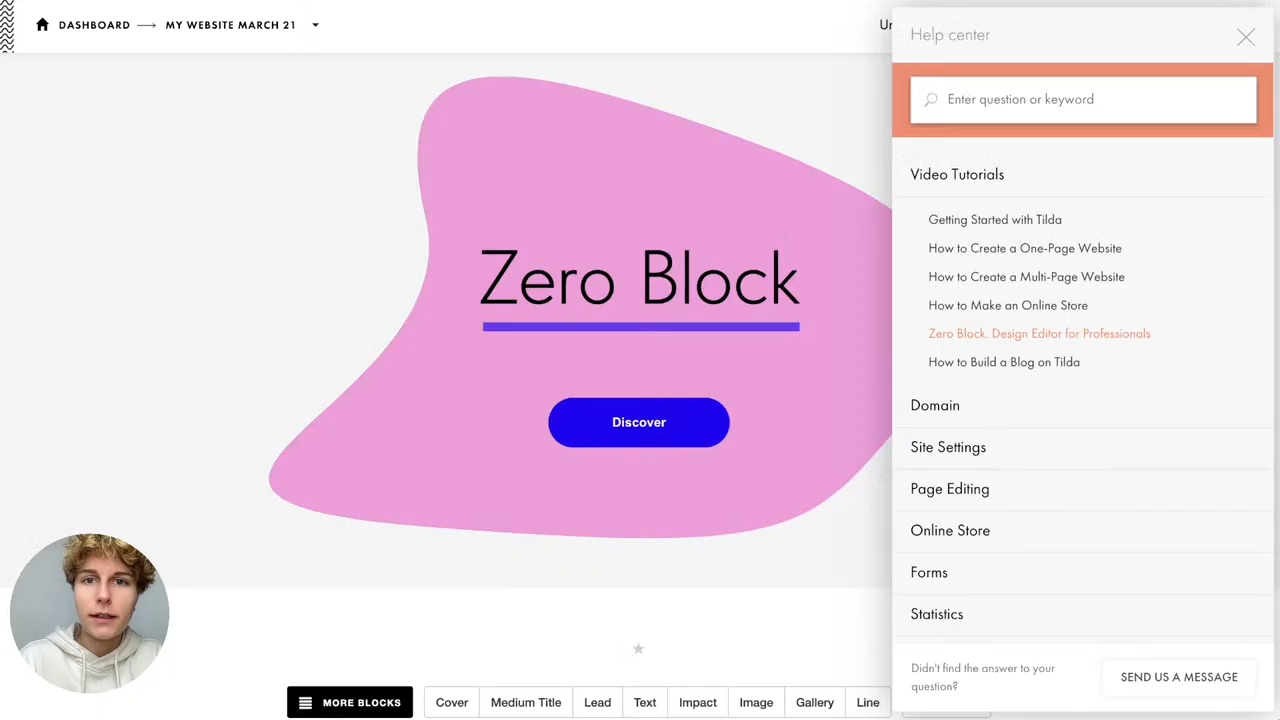 DASHBOARD → MY WEBSITE MARCH 21
Help center
Enter question or keyword
Video Tutorials
Getting Started with Tilda
How to Create a One-Page Website
How to Create a Multi-Page Website
How to Make an Online Store
Zero Block. Design Editor for Professionals
How to Build a Blog on Tilda
Domain
Site Settings
Page Editing
Online Store
Forms
Statistics
Didn't find the answer to your
question?
SEND US A MESSAGE
Zero Block
Discover
MORE BLOCKS Cover Medium Title Lead Text Impact Image Gallery Line